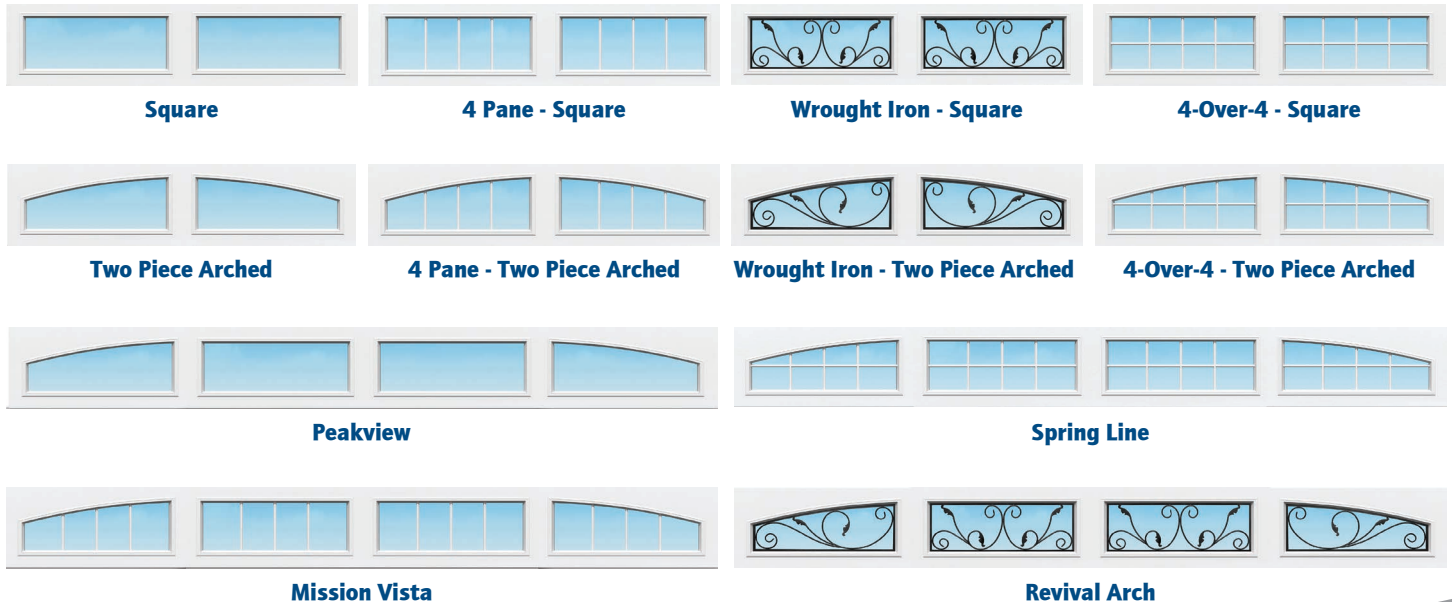 Square
4 Pane - Square
Wrought Iron - Square
4-Over-4 - Square
Two Piece Arched
4 Pane - Two Piece Arched
Wrought Iron - Two Piece Arched
4-Over-4 - Two Piece Arched
Peakview
Spring Line
Mission Vista
Revival Arch